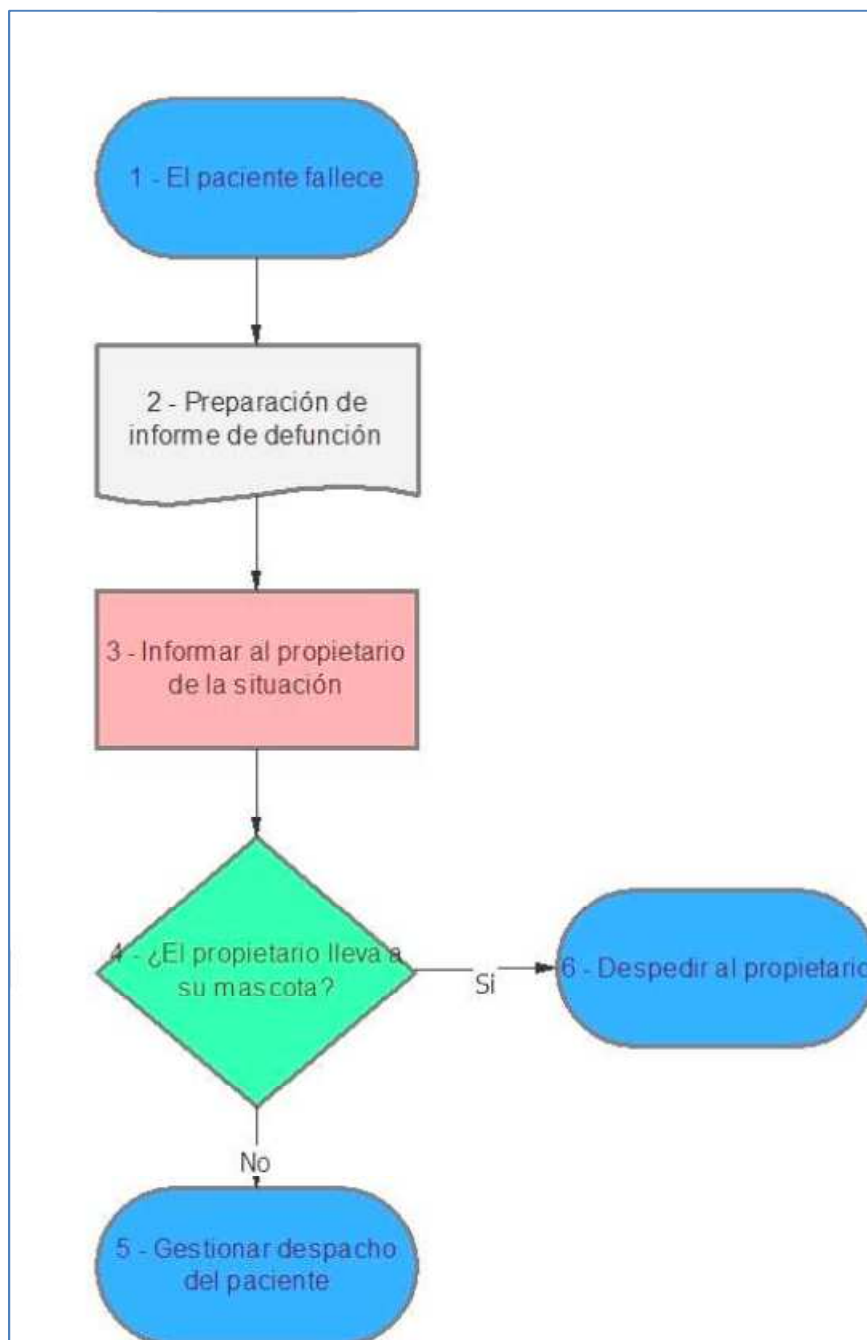 1 - El paciente fallece
2 - Preparación de
informe de defunción
3 - Informar al propietario
de la situación
4 - ¿El propietario lleva a
su mascota?
Si
6 - Despedir al propietario
No
5 - Gestionar despacho
del paciente